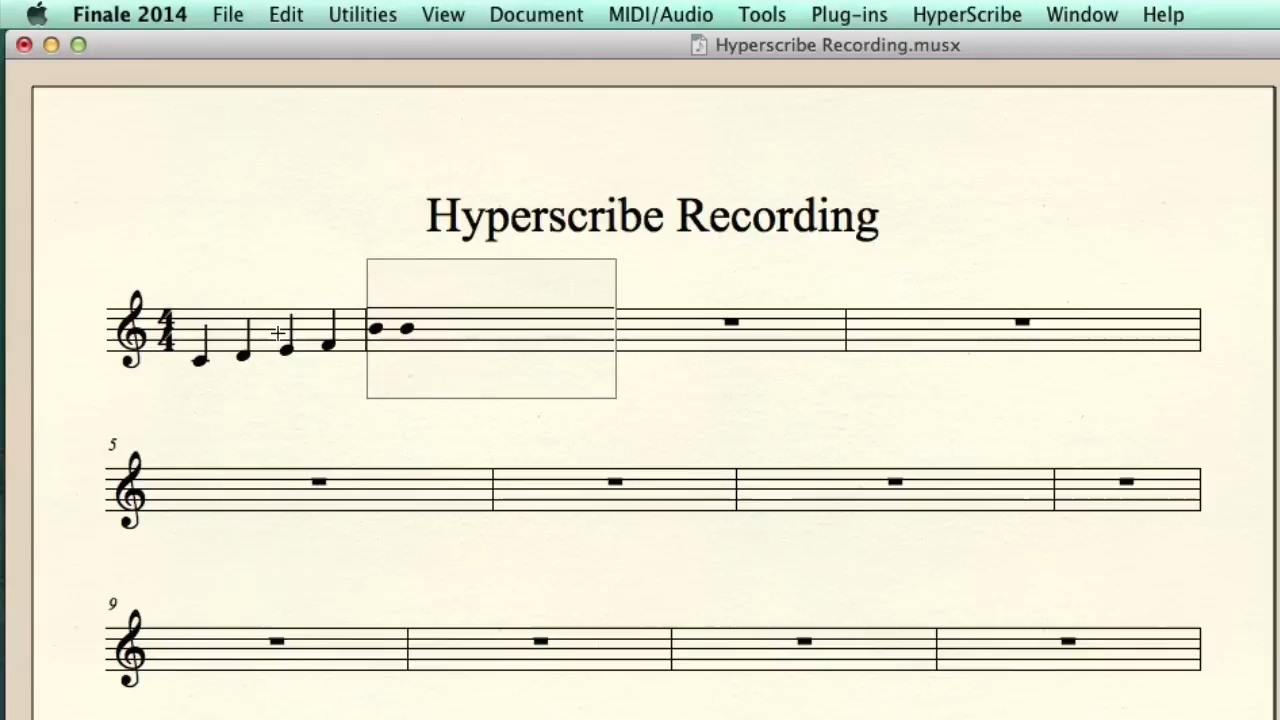 Finale 2014 File Edit Utilities View Document MIDI/Audio Tools Plug-ins HyperScribe Window Help
Hyperscribe Recording.musx
Hyperscribe Recording
4
4
5
9